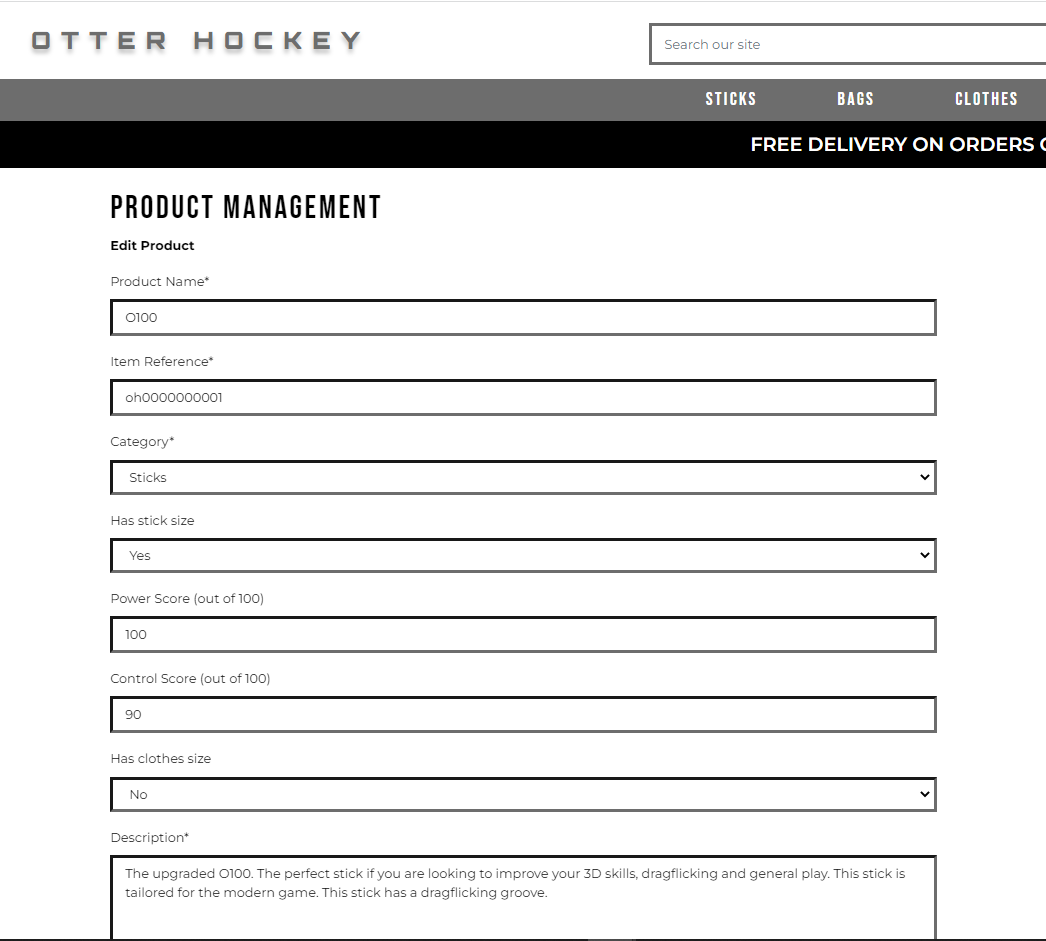 OTTER HOCKEY
Search our site
STICKS BAGS CLOTHES
FREE DELIVERY ON ORDERS
PRODUCT MANAGEMENT
Edit Product
Product Name*
O100
Item Reference*
oh0000000001
Category*
Sticks
Has stick size
Yes
Power Score (out of 100)
100
Control Score (out of 100)
90
Has clothes size
No
Description*
The upgraded O100. The perfect stick if you are looking to improve your 3D skills, dragflicking and general play. This stick is
tailored for the modern game. This stick has a dragflicking groove.